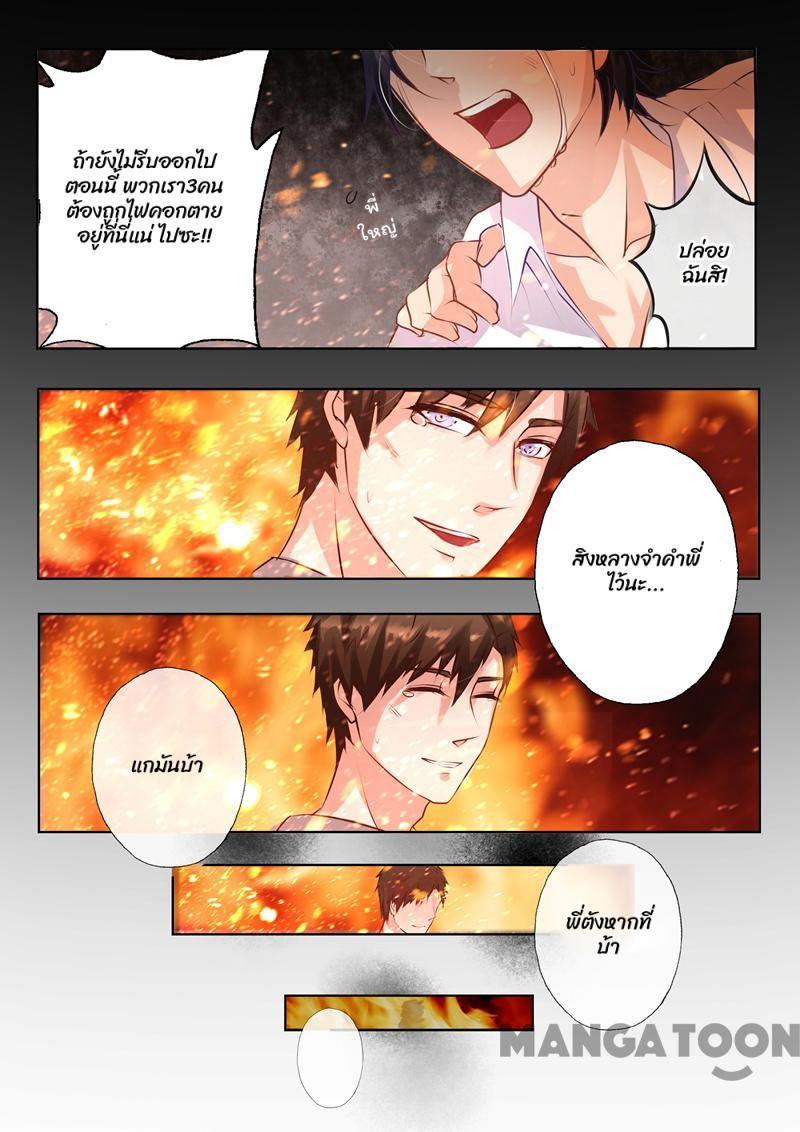 ถ้ายังไม่รีบออกไป
ตอนนี้ พวกเรา3คน
ต้องถูกไฟคอกตาย
อยู่ที่นี่แน่ ไปซะ!!
พี่
ใหญ่
ปล่อย
ฉันสิ!
สิงหลางจำคำพี่
ไว้นะ...
แกมันบ้า
พี่ตังหากที่
บ้า
MANGATOON